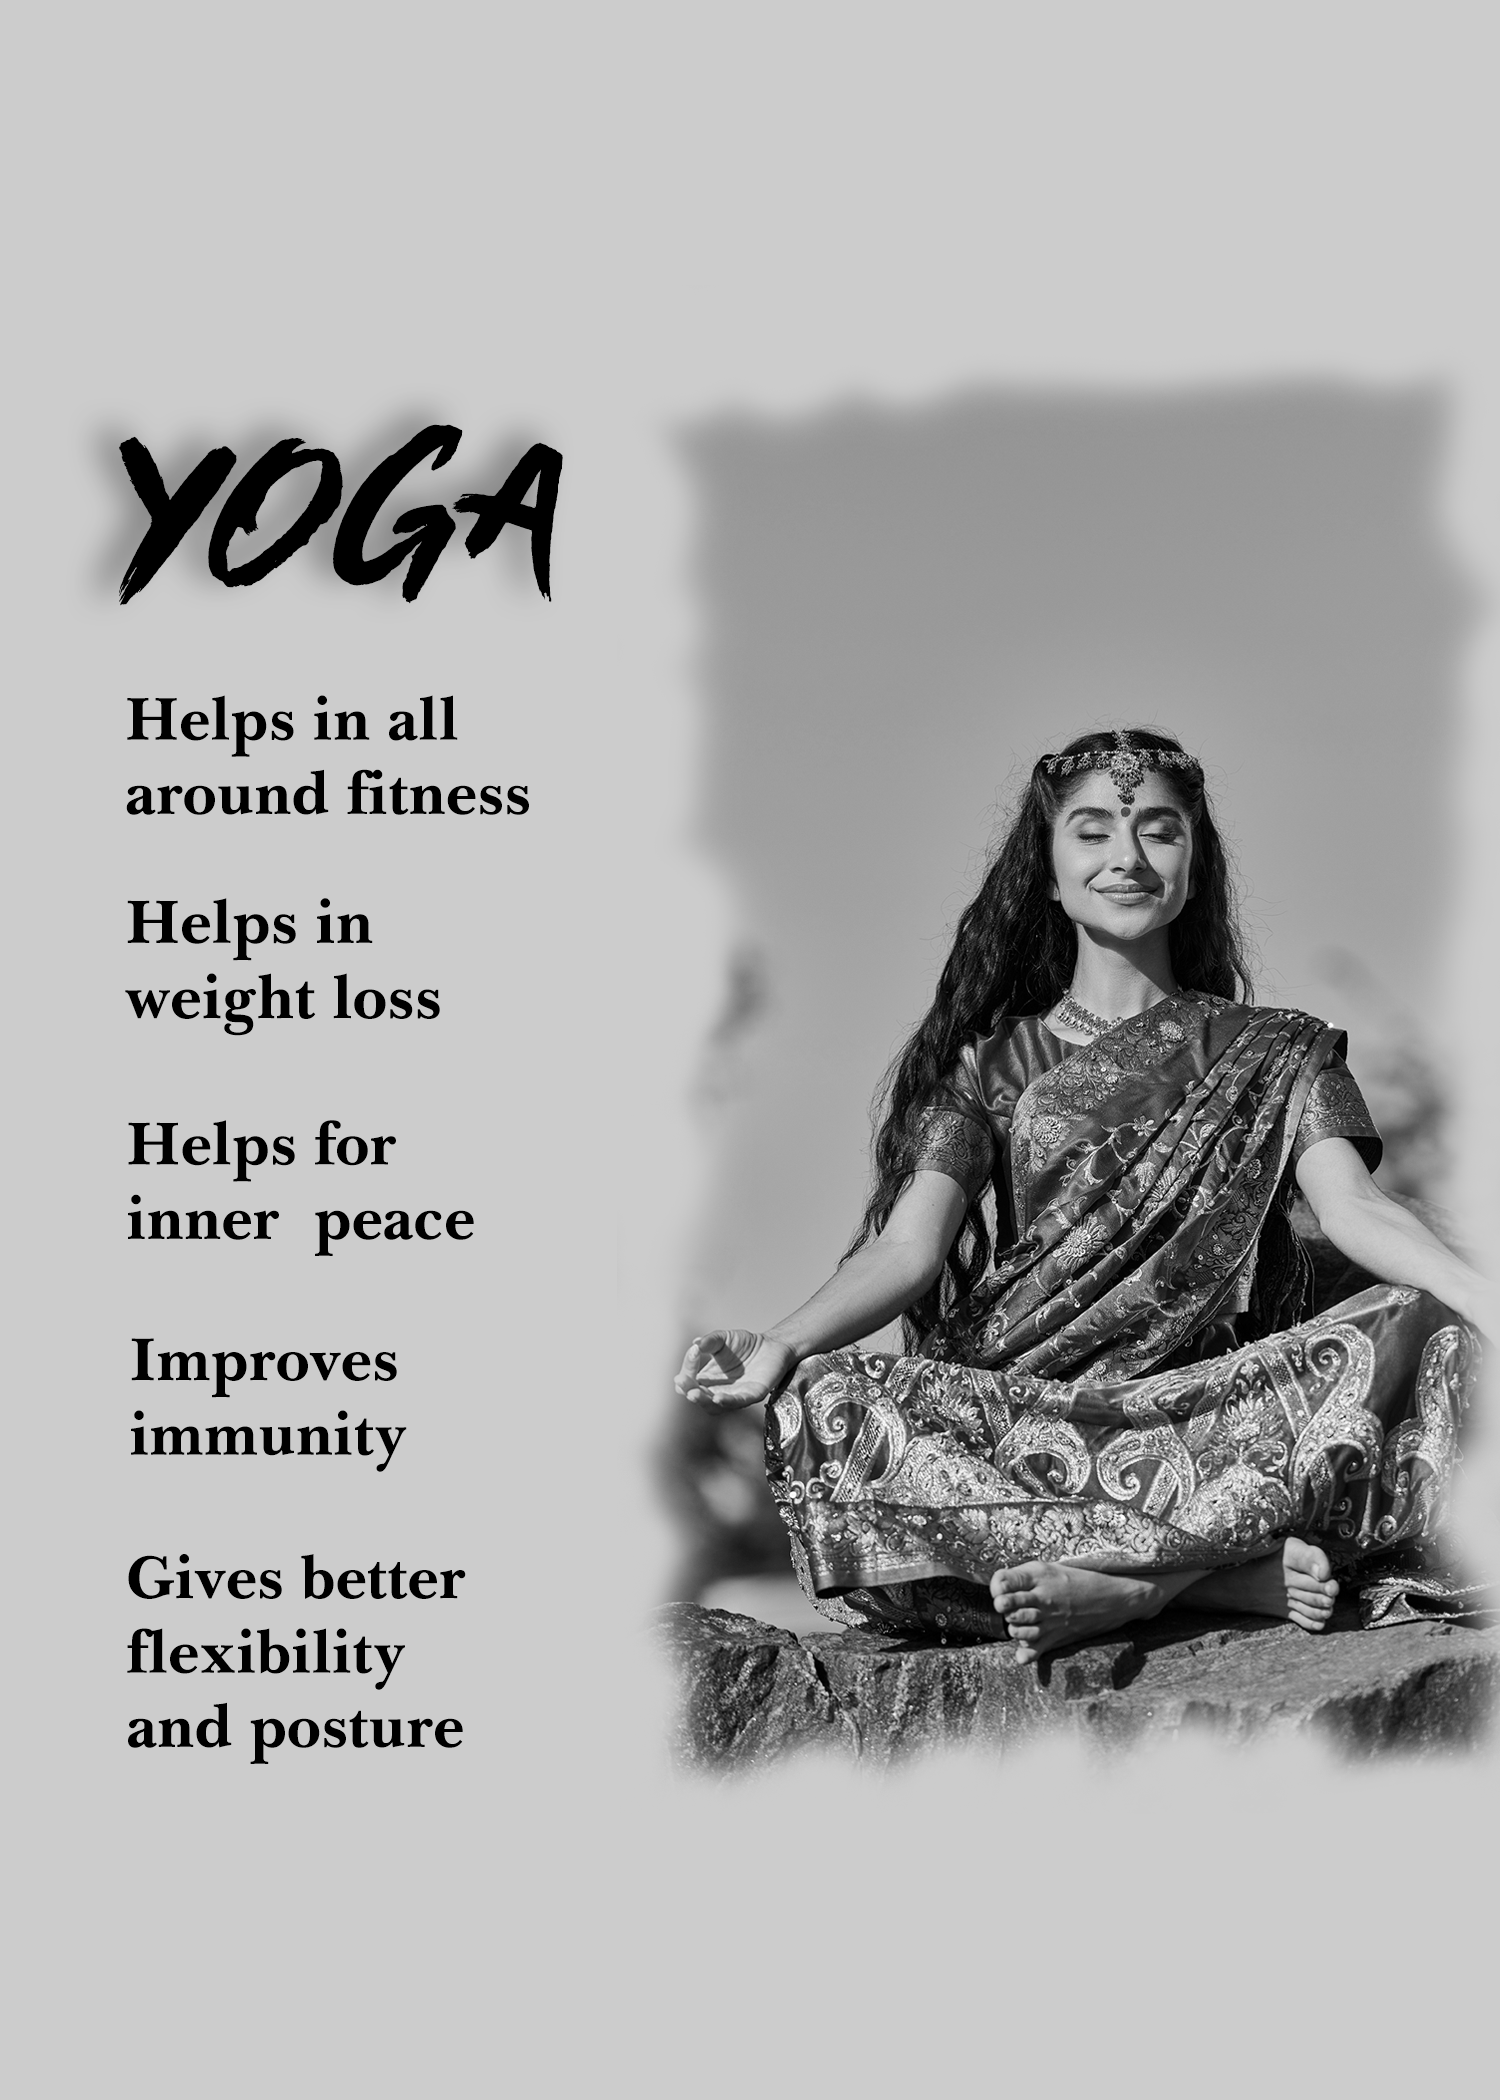 YOGA
Helps in all
around fitness
Helps in
weight loss
Helps for
inner  peace
Improves
immunity
Gives better
flexibility
and posture